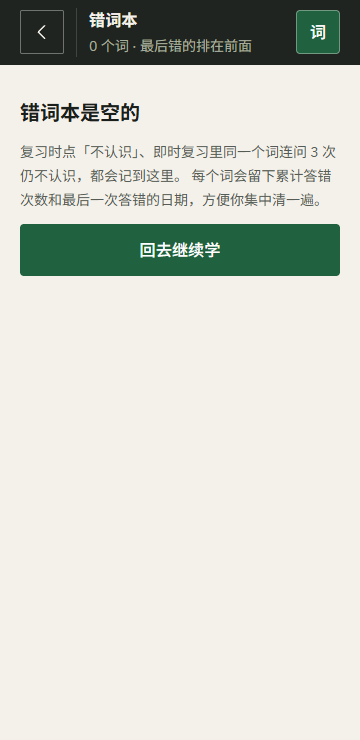 错词本
0 个词 · 最后错的排在前面
词
错词本是空的
复习时点「不认识」、即时复习里同一个词连问 3 次
仍不认识，都会记到这里。 每个词会留下累计答错
次数和最后一次答错的日期，方便你集中清一遍。
回去继续学